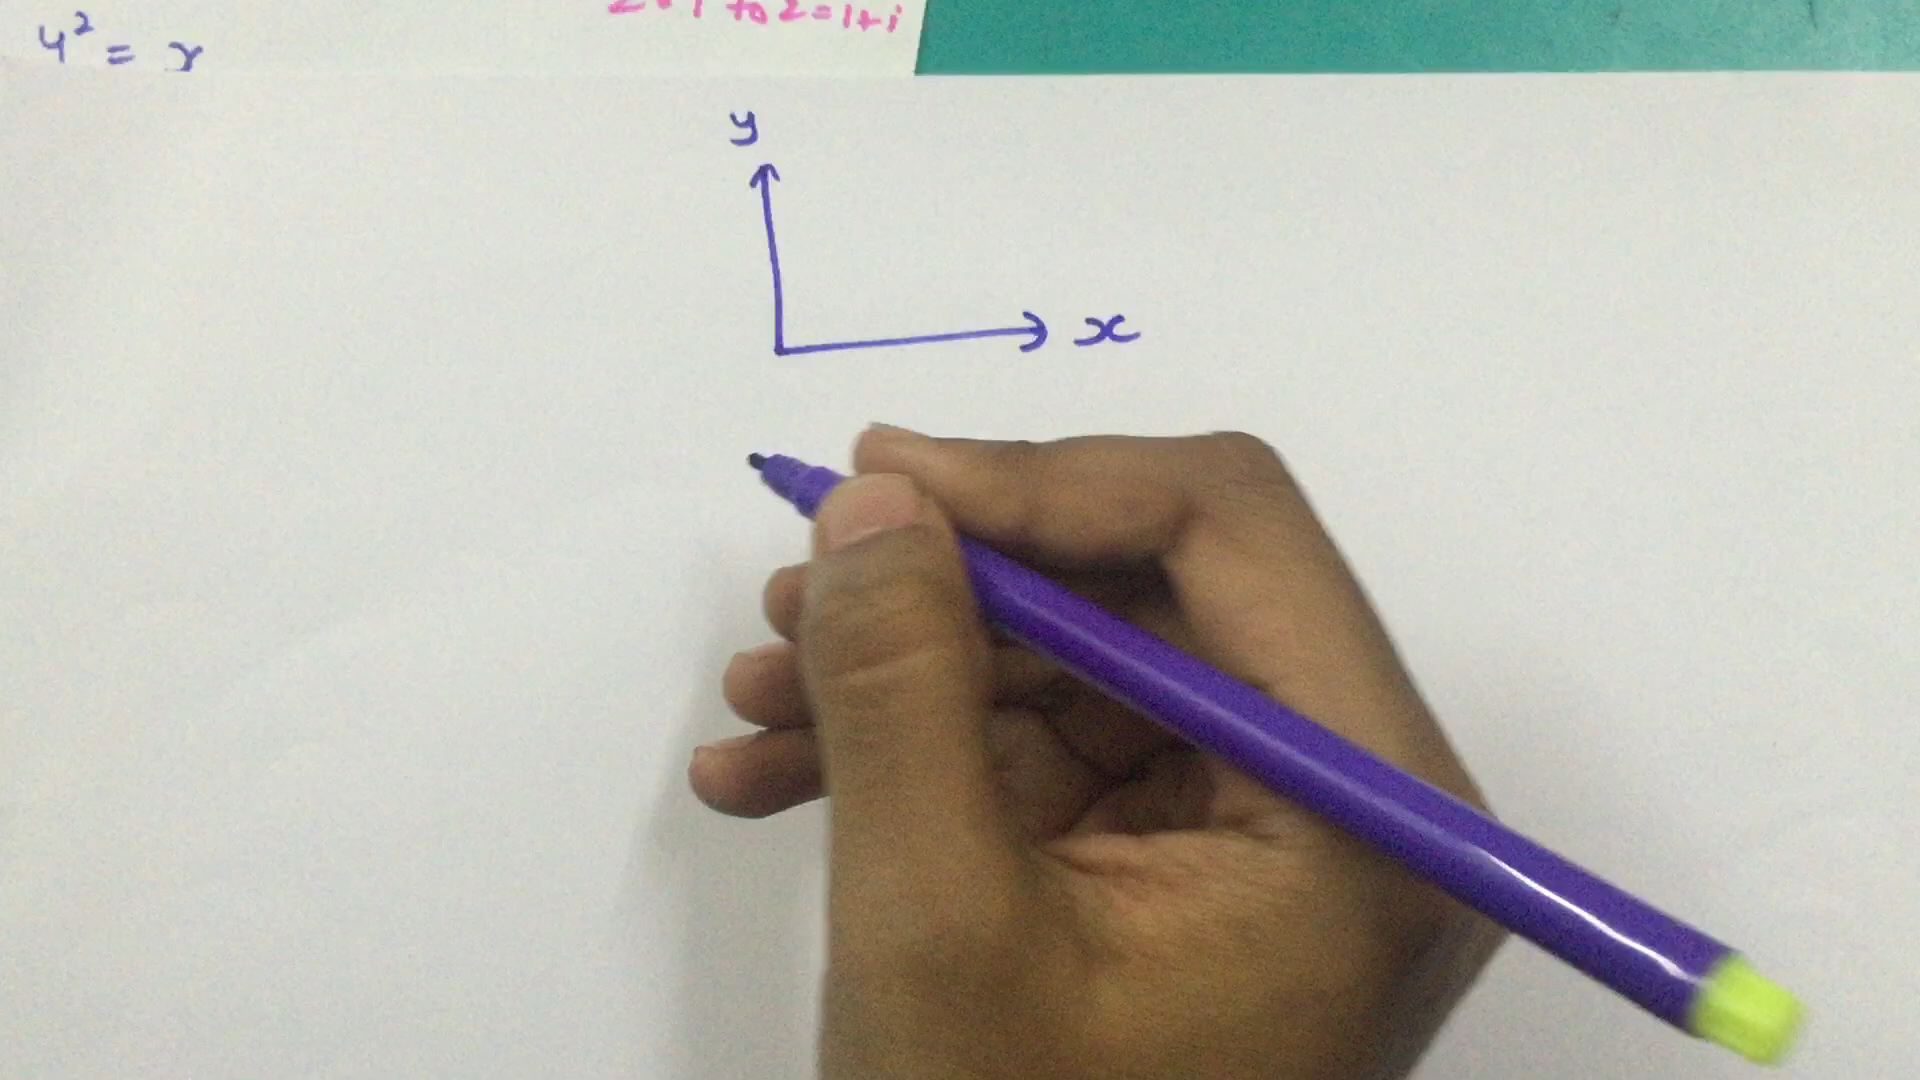 to z=1+i
y² = x
y
x